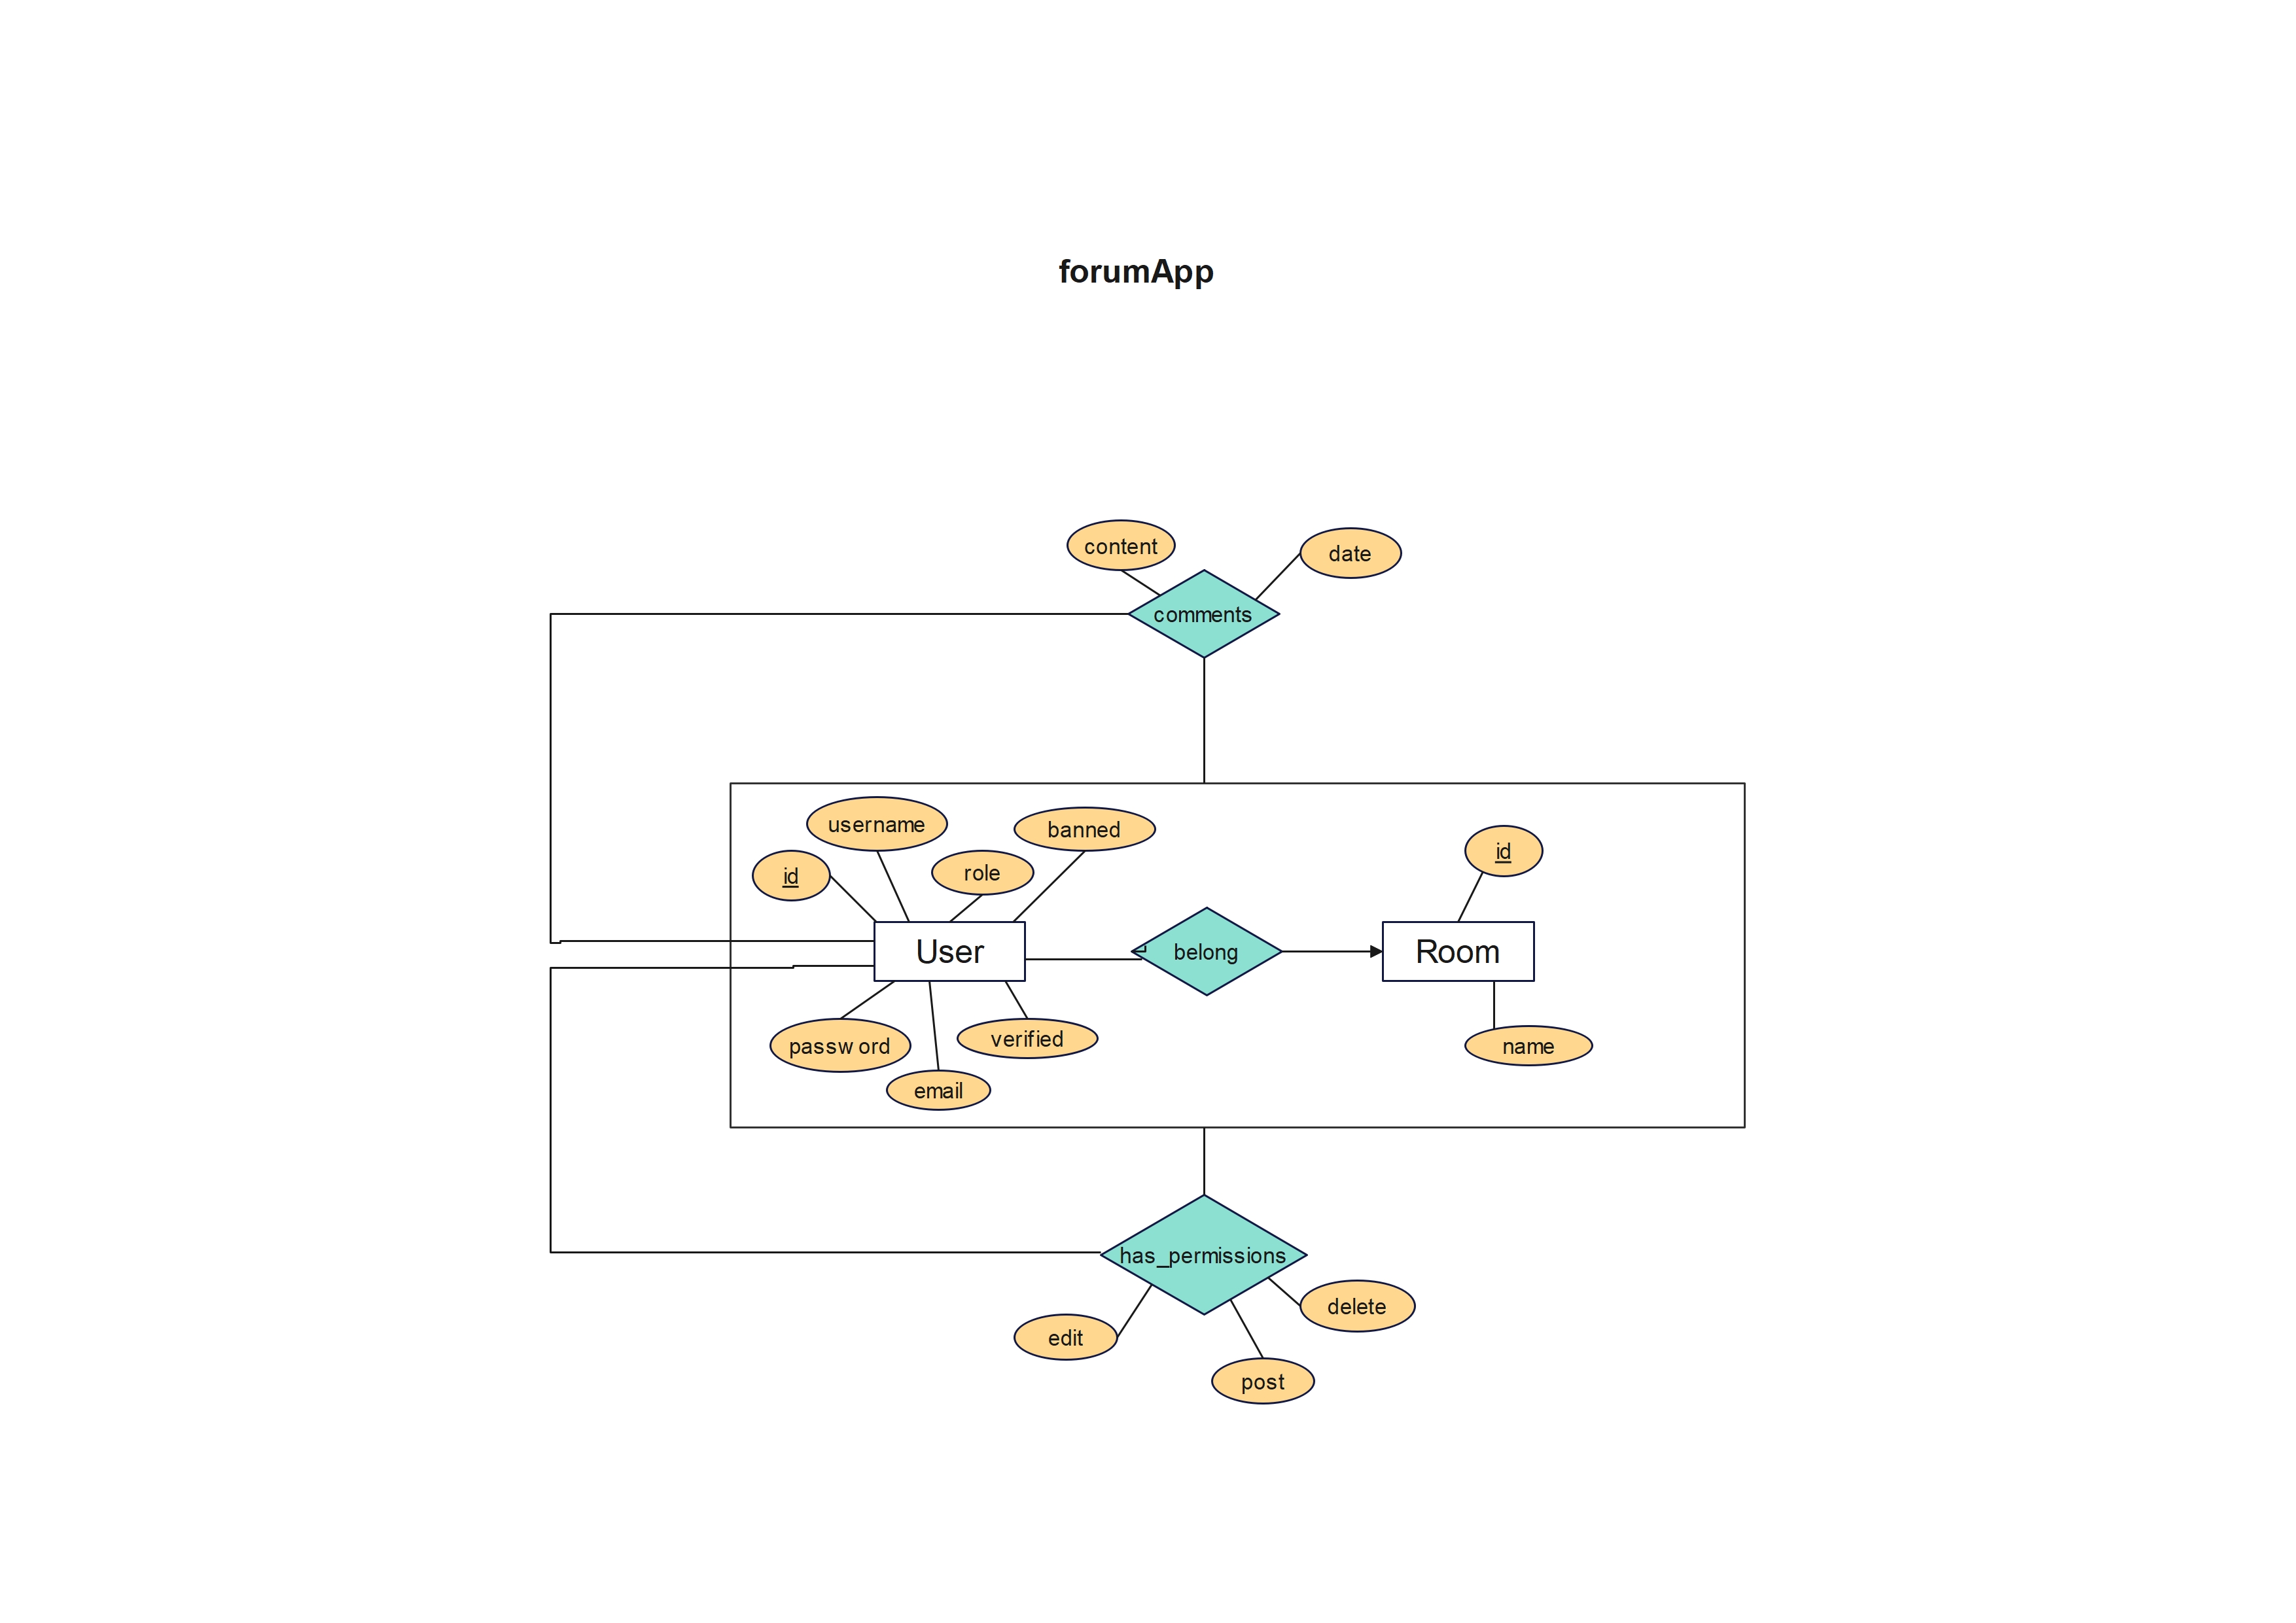 forumApp
content
date
comments
username
banned
id
role
id
User
belong
Room
passw ord
verified
name
email
has_permissions
delete
edit
post